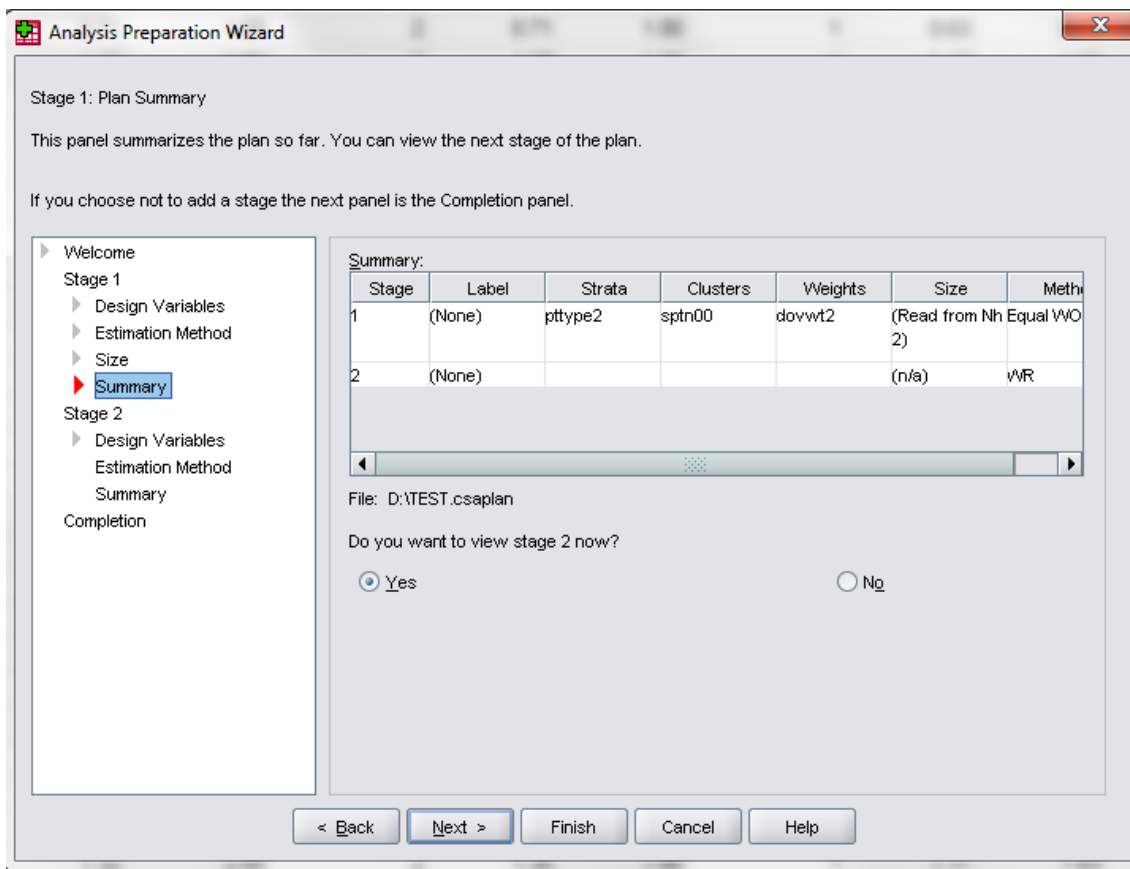 Analysis Preparation Wizard
Stage 1: Plan Summary
This panel summarizes the plan so far. You can view the next stage of the plan.
If you choose not to add a stage the next panel is the Completion panel.
Welcome
Stage 1
Design Variables
Estimation Method
Size
Summary
Stage 2
Design Variables
Estimation Method
Summary
Completion
Summary:
Stage Label Strata Clusters Weights Size Meth
1 (None) pttype2 sptn00 dovwt2 (Read from Nh Equal WO
2)
2 (None) (n/a) WR
File: D:\TEST.csaplan
Do you want to view stage 2 now?
Yes No
< Back Next > Finish Cancel Help